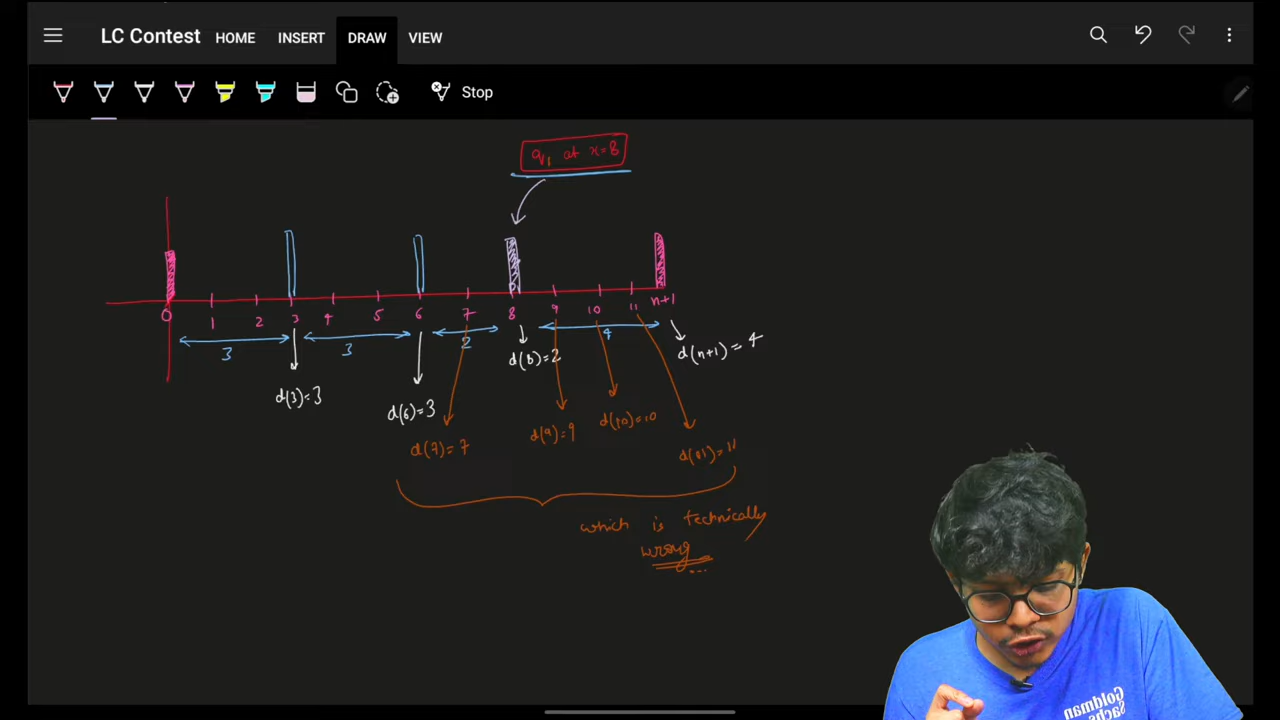 LC Contest HOME INSERT DRAW VIEW
Stop
q1 at x=8
0 1 2 3 4 5 6 7 8 9 10 11 n+1
3 3 2 4
d(8)=2
d(n+1) = 4
d(3)=3
d(6)=3
d(7)=7
d(9)=9
d(10)=10
d(11)=11
which is technically
wrong
...
Goldman
Sachs